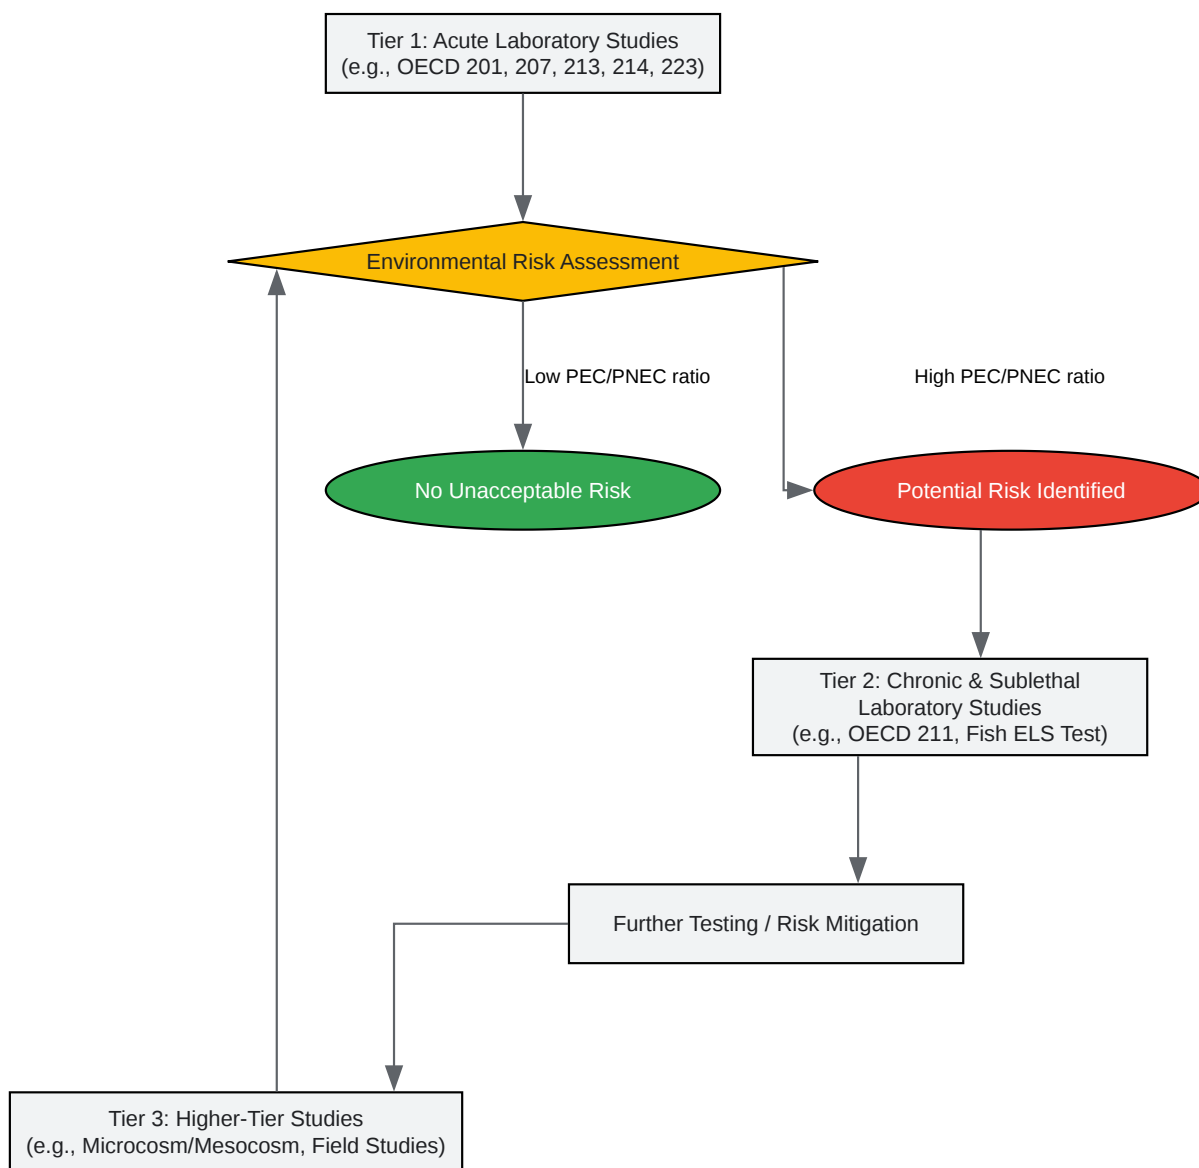 Tier 1: Acute Laboratory Studies
(e.g., OECD 201, 207, 213, 214, 223)
Environmental Risk Assessment
Low PEC/PNEC ratio
High PEC/PNEC ratio
No Unacceptable Risk
Potential Risk Identified
Tier 2: Chronic & Sublethal
Laboratory Studies
(e.g., OECD 211, Fish ELS Test)
Further Testing / Risk Mitigation
Tier 3: Higher-Tier Studies
(e.g., Microcosm/Mesocosm, Field Studies)